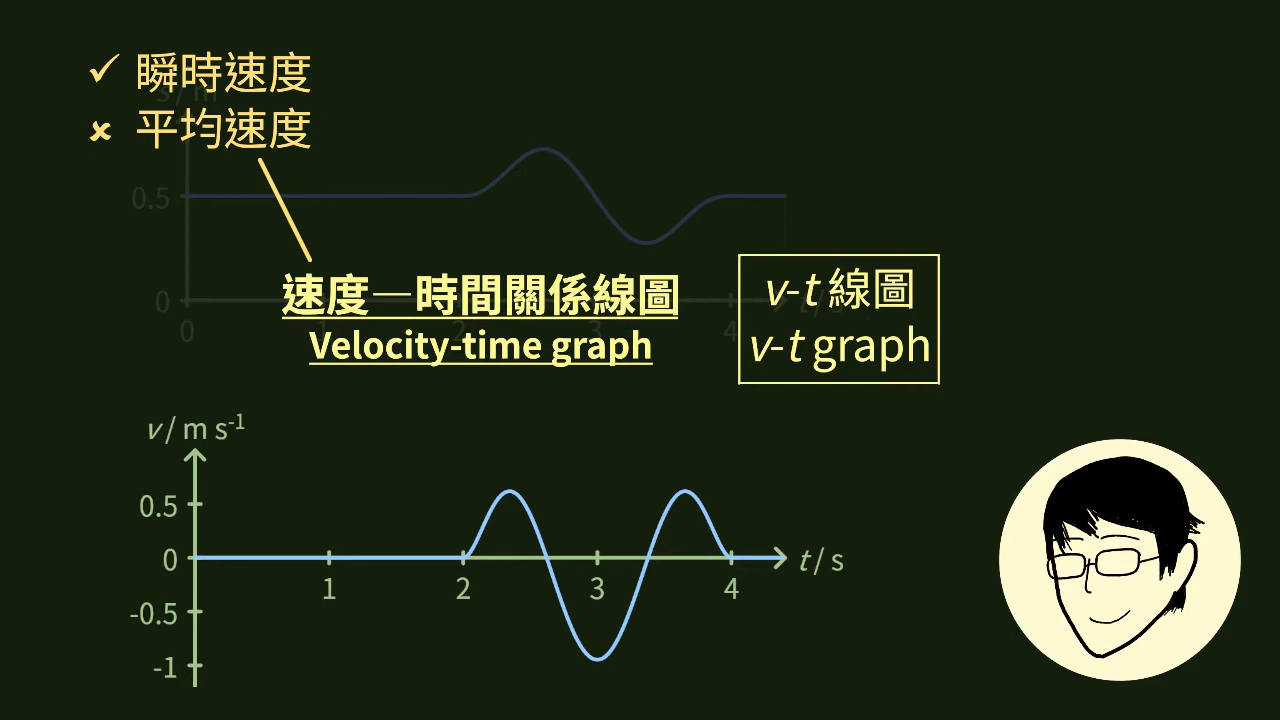 ✓ 瞬時速度
✘ 平均速度
s / m
0.5
0
0 1 2 3 4
t / s
速度—時間關係線圖
Velocity-time graph
v-t 線圖
v-t graph
v / m s⁻¹
0.5
0
-0.5
-1
1 2 3 4
t / s